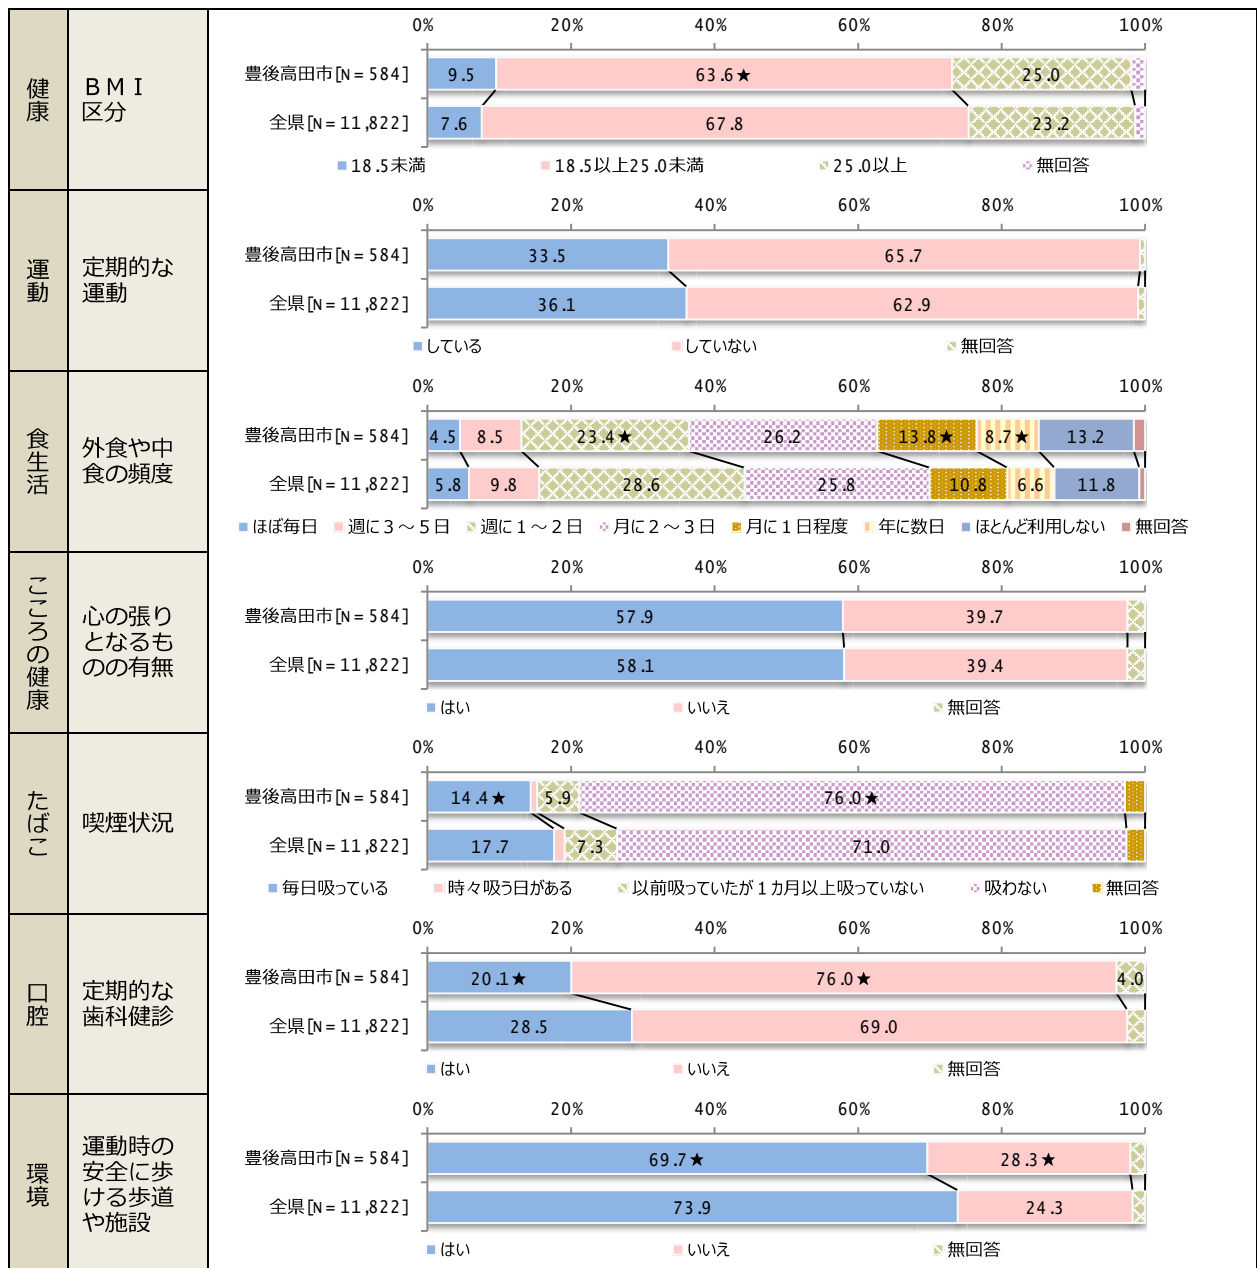 健康
BMI
区分
0% 20% 40% 60% 80% 100%
豊後高田市[N=584] 9.5 63.6★ 25.0
全県[N=11,822] 7.6 67.8 23.2
18.5未満 18.5以上25.0未満 25.0以上 無回答
運動
定期的な
運動
0% 20% 40% 60% 80% 100%
豊後高田市[N=584] 33.5 65.7
全県[N=11,822] 36.1 62.9
している していない 無回答
食生活
外食や中
食の頻度
0% 20% 40% 60% 80% 100%
豊後高田市[N=584] 4.5 8.5 23.4★ 26.2 13.8★ 8.7★ 13.2
全県[N=11,822] 5.8 9.8 28.6 25.8 10.8 6.6 11.8
ほぼ毎日 週に3~5日 週に1~2日 月に2~3日 月に1日程度 年に数日 ほとんど利用しない 無回答
こころの健康
心の張り
となるも
のの有無
0% 20% 40% 60% 80% 100%
豊後高田市[N=584] 57.9 39.7
全県[N=11,822] 58.1 39.4
はい いいえ 無回答
たばこ
喫煙状況
0% 20% 40% 60% 80% 100%
豊後高田市[N=584] 14.4★ 5.9 76.0★
全県[N=11,822] 17.7 7.3 71.0
毎日吸っている 時々吸う日がある 以前吸っていたが1カ月以上吸っていない 吸わない 無回答
口腔
定期的な
歯科健診
0% 20% 40% 60% 80% 100%
豊後高田市[N=584] 20.1★ 76.0★ 4.0
全県[N=11,822] 28.5 69.0
はい いいえ 無回答
環境
運動時の
安全に歩
ける歩道
や施設
0% 20% 40% 60% 80% 100%
豊後高田市[N=584] 69.7★ 28.3★
全県[N=11,822] 73.9 24.3
はい いいえ 無回答